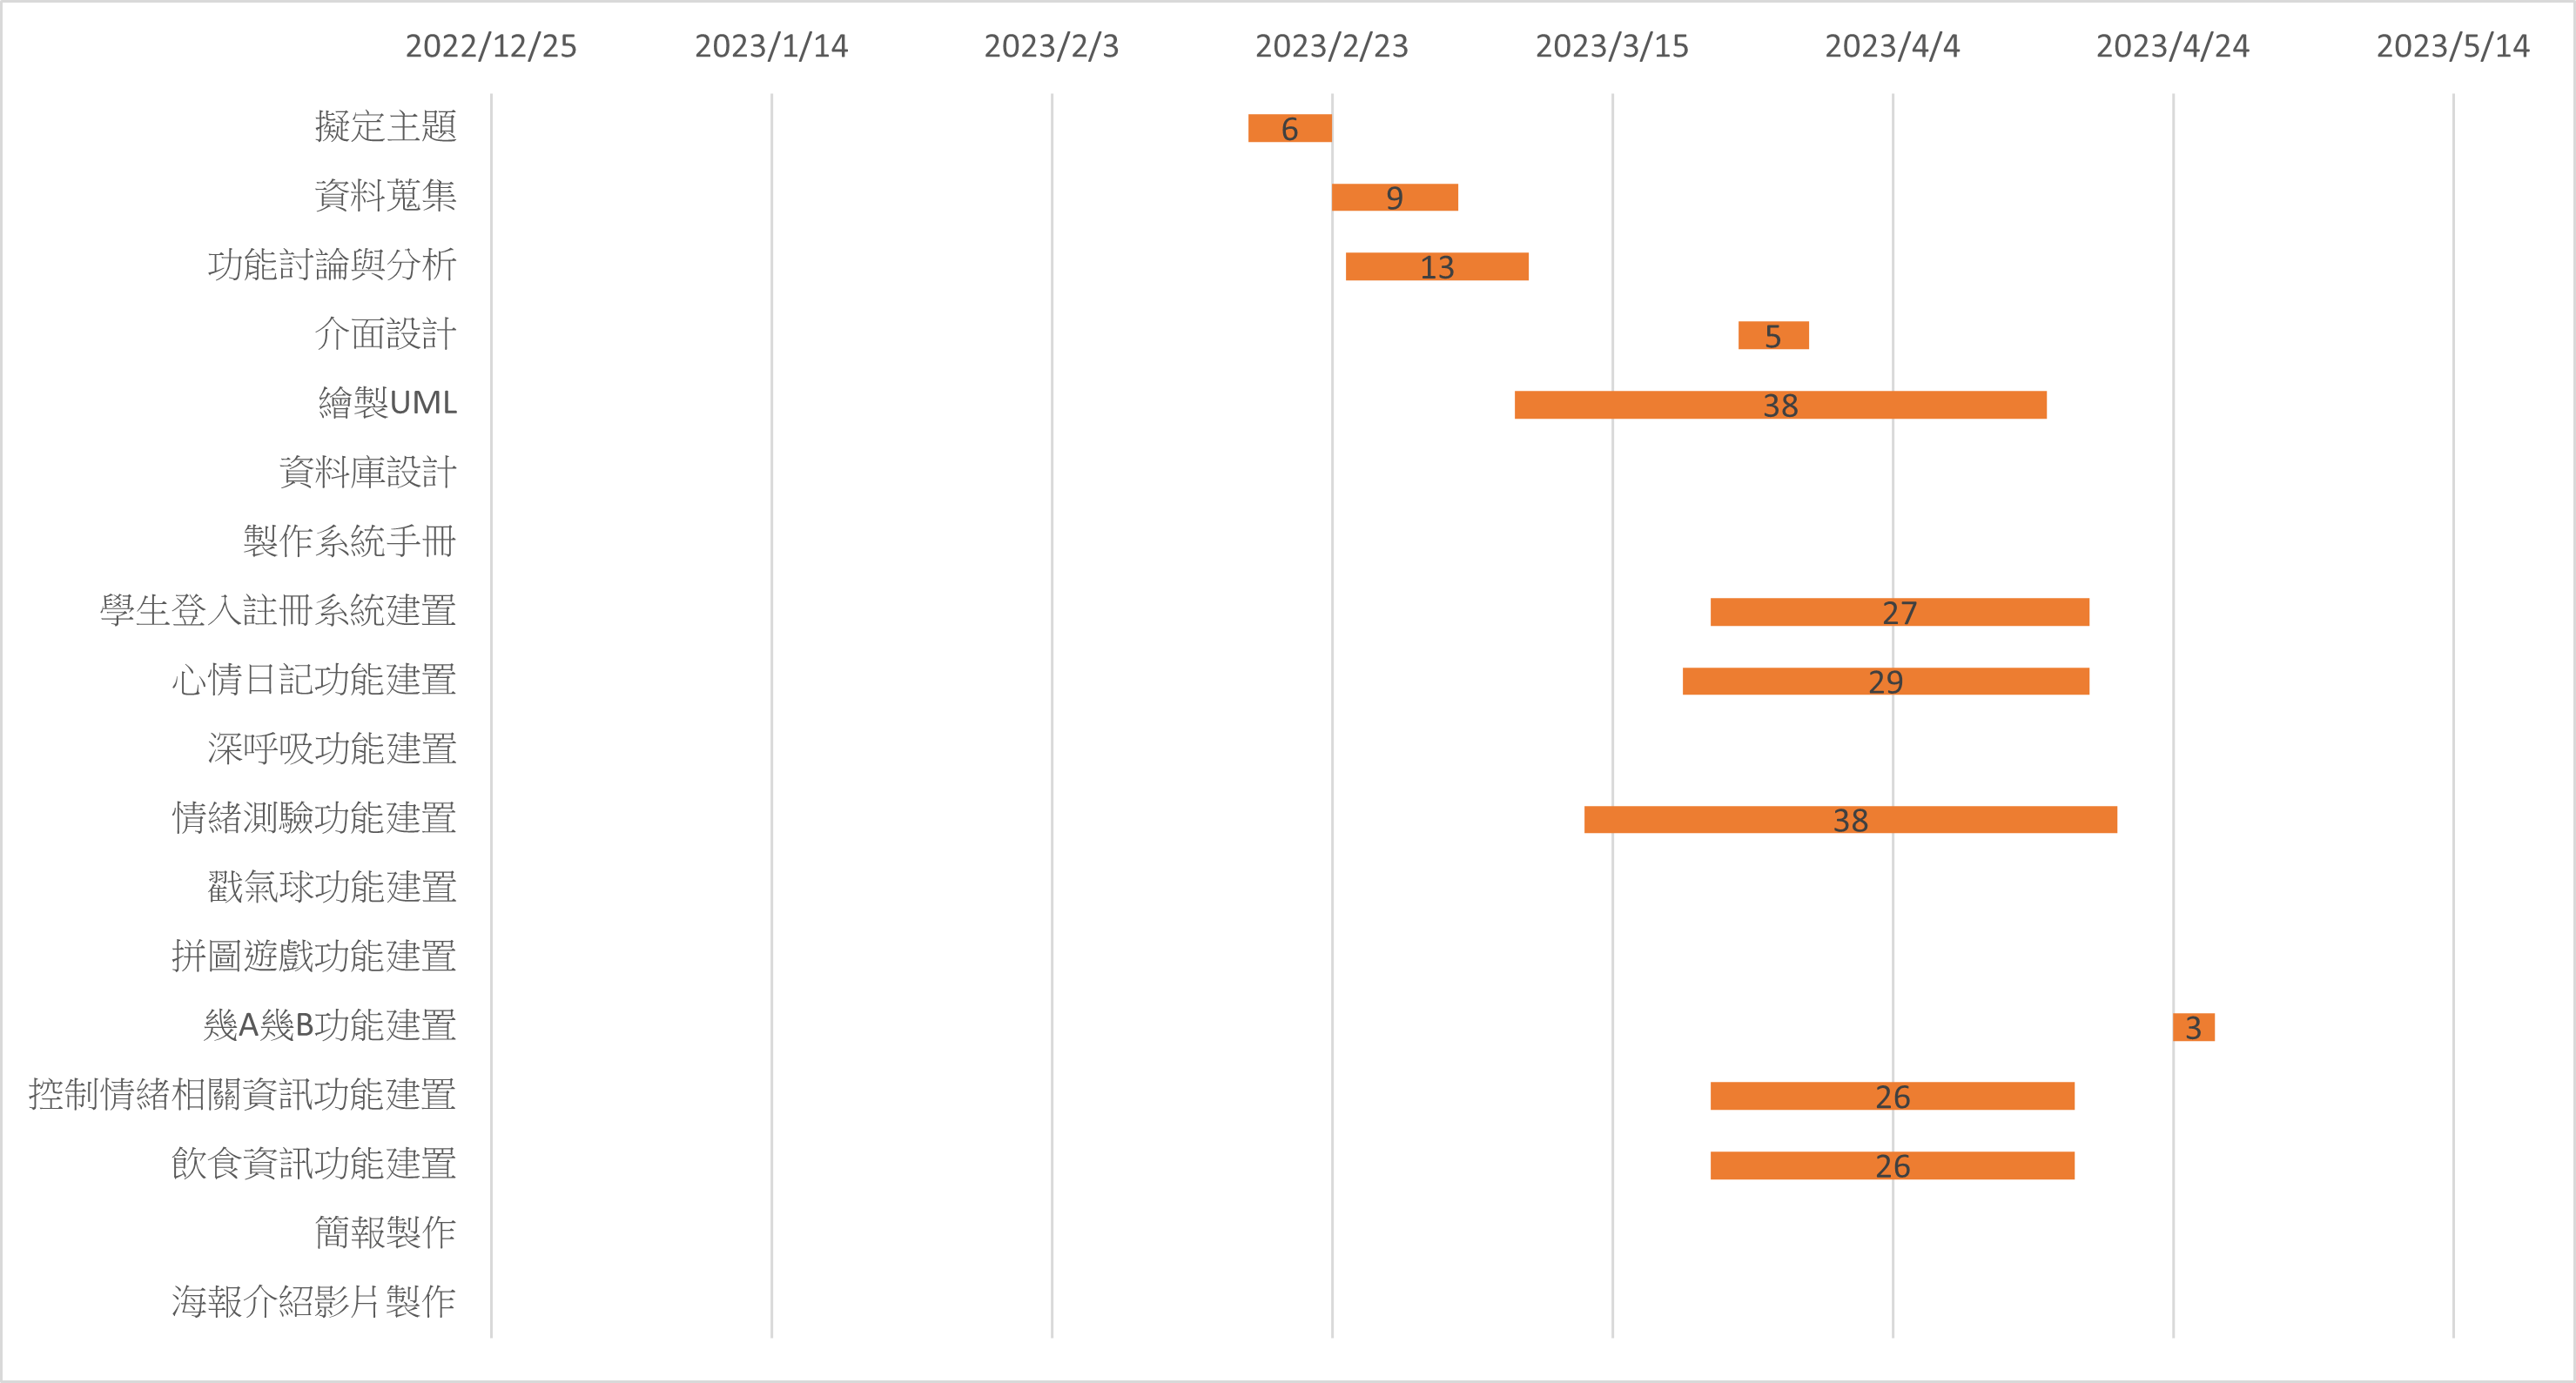 2022/12/25 2023/1/14 2023/2/3 2023/2/23 2023/3/15 2023/4/4 2023/4/24 2023/5/14
擬定主題 6
資料蒐集 9
功能討論與分析 13
介面設計 5
繪製UML 38
資料庫設計
製作系統手冊
學生登入註冊系統建置 27
心情日記功能建置 29
深呼吸功能建置
情緒測驗功能建置 38
戳氣球功能建置
拼圖遊戲功能建置
幾A幾B功能建置 3
控制情緒相關資訊功能建置 26
飲食資訊功能建置 26
簡報製作
海報介紹影片製作